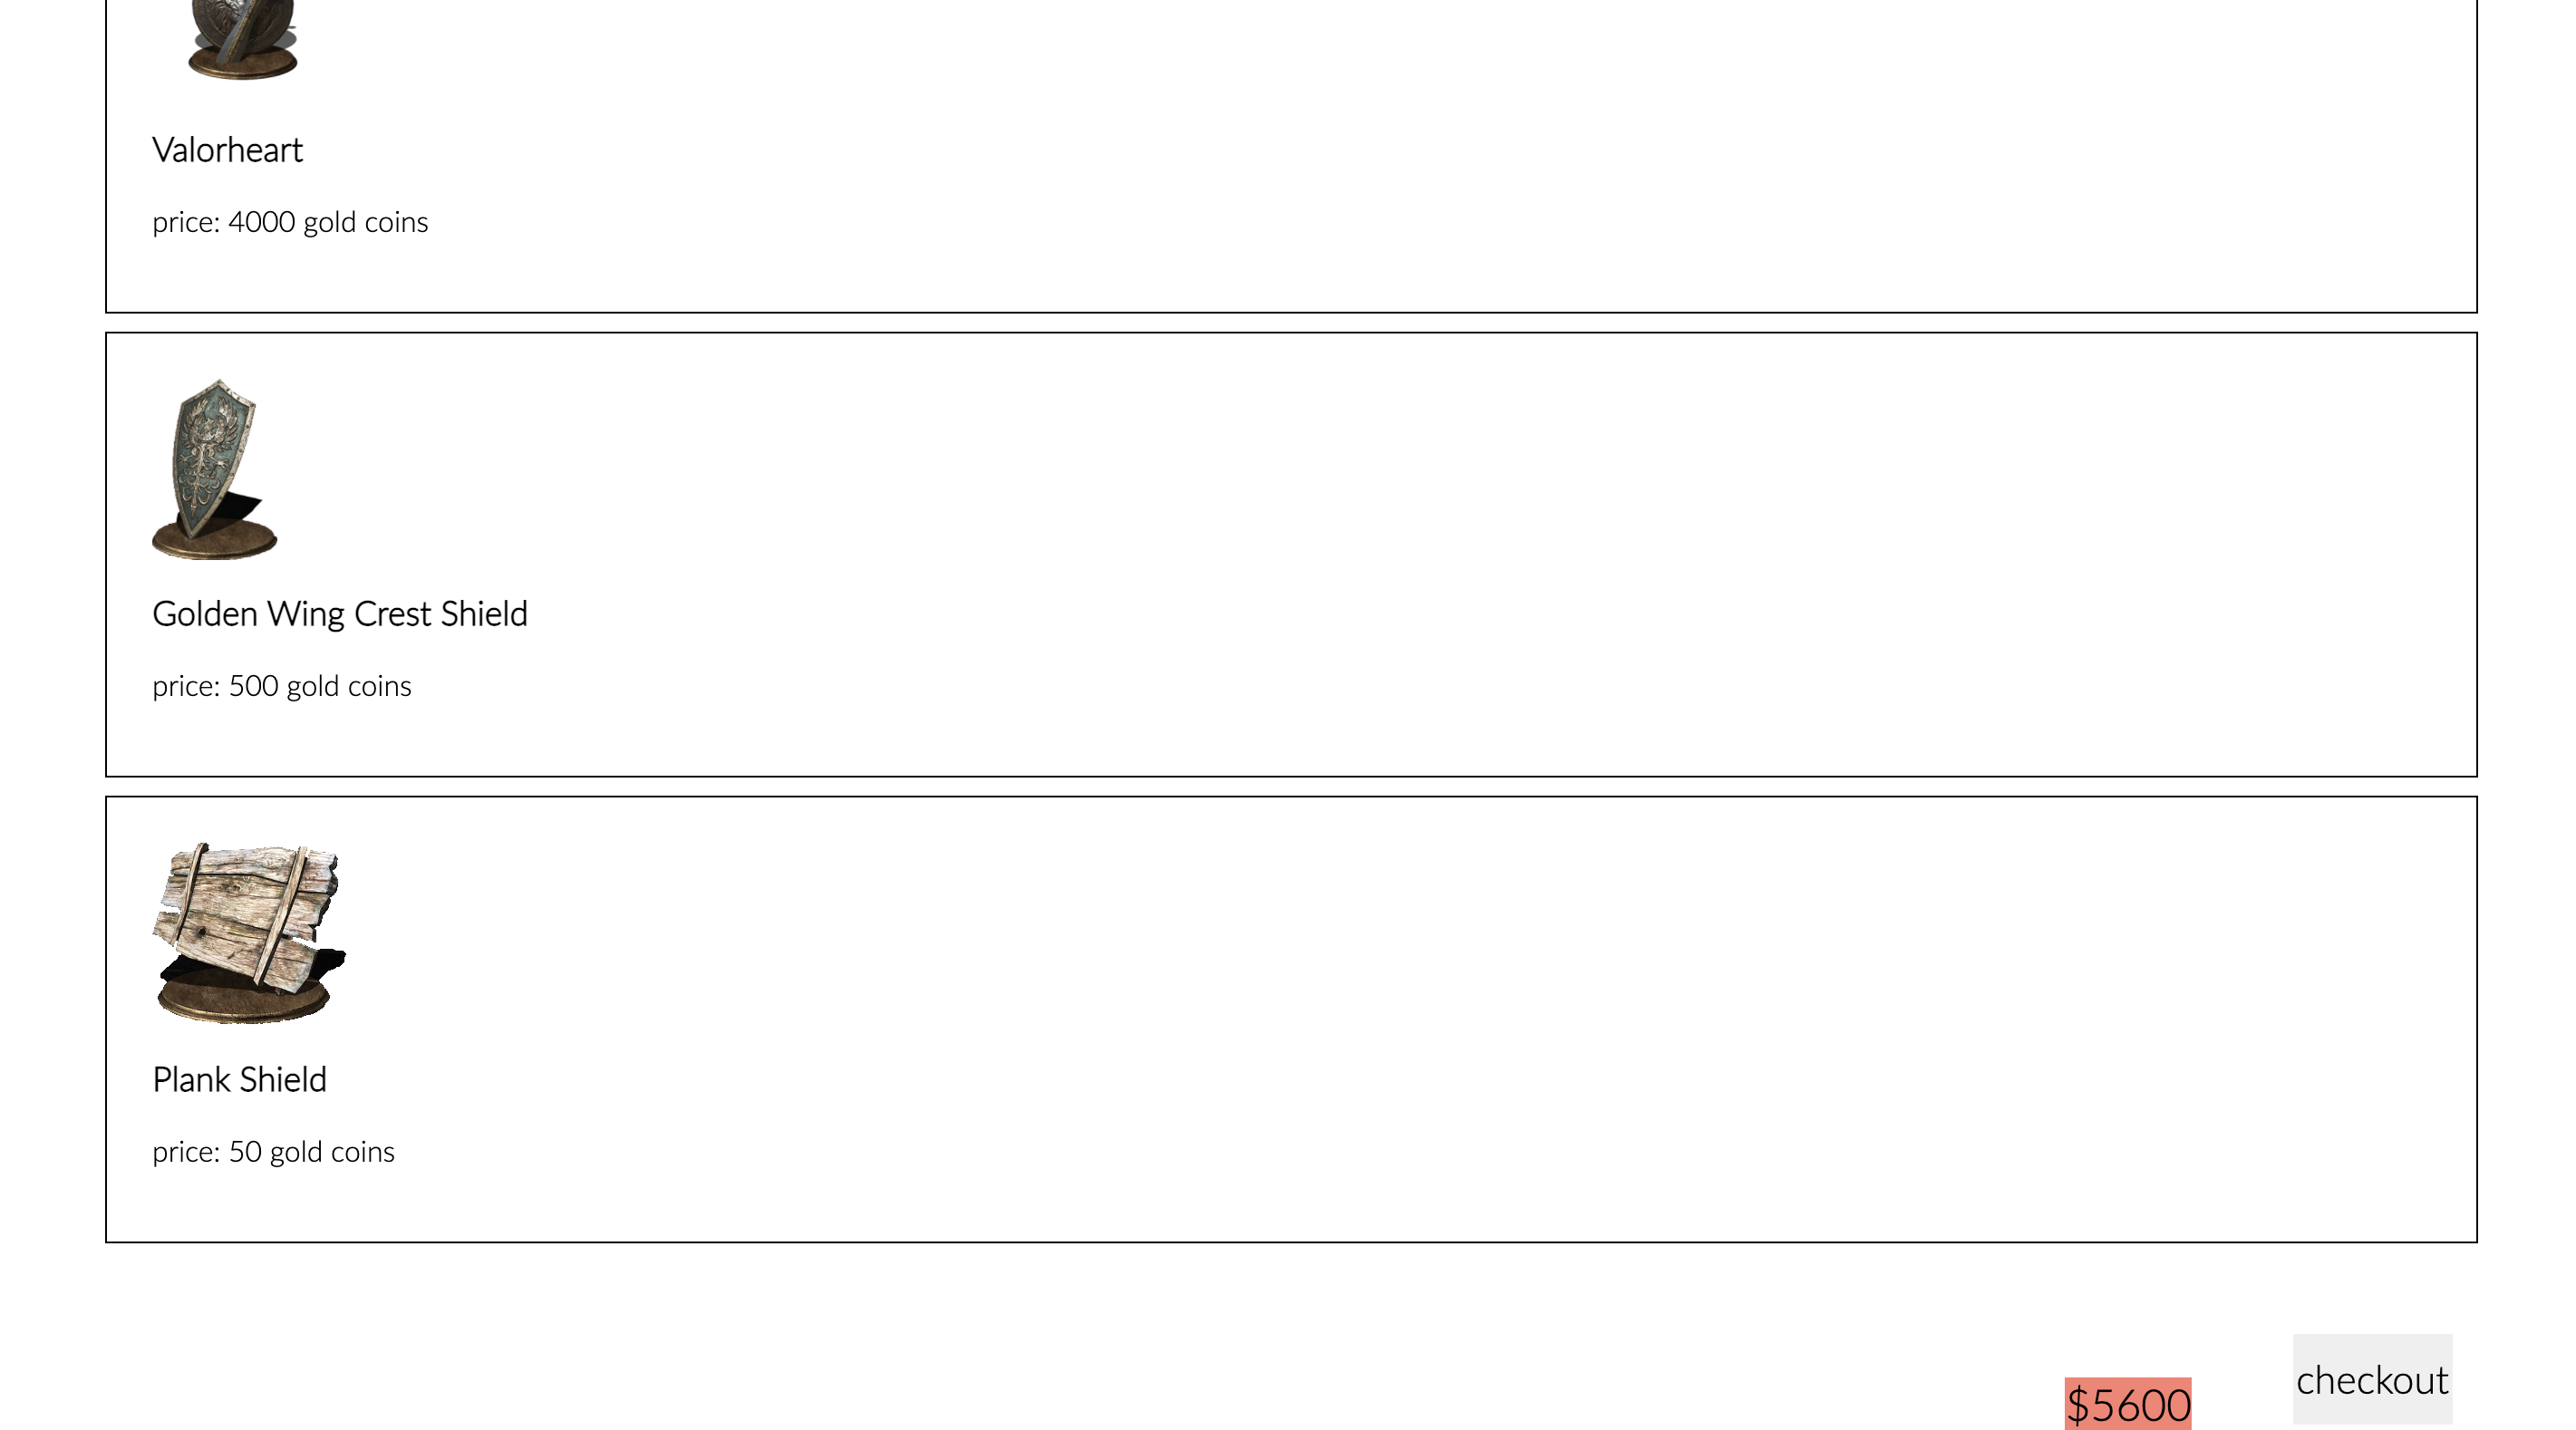 Valorheart
price: 4000 gold coins
Golden Wing Crest Shield
price: 500 gold coins
Plank Shield
price: 50 gold coins
checkout
$5600